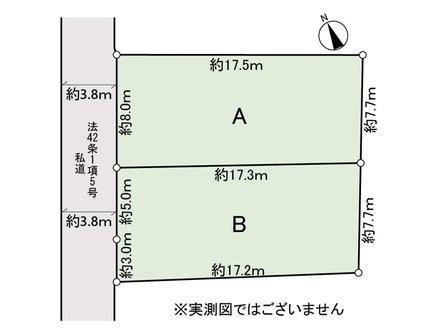 N
約17.5m
約3.8m
約8.0m
A
約7.7m
法42条1項5号
私道
約17.3m
約3.8m
約5.0m
B
約7.7m
約3.0m
約17.2m
※実測図ではございません